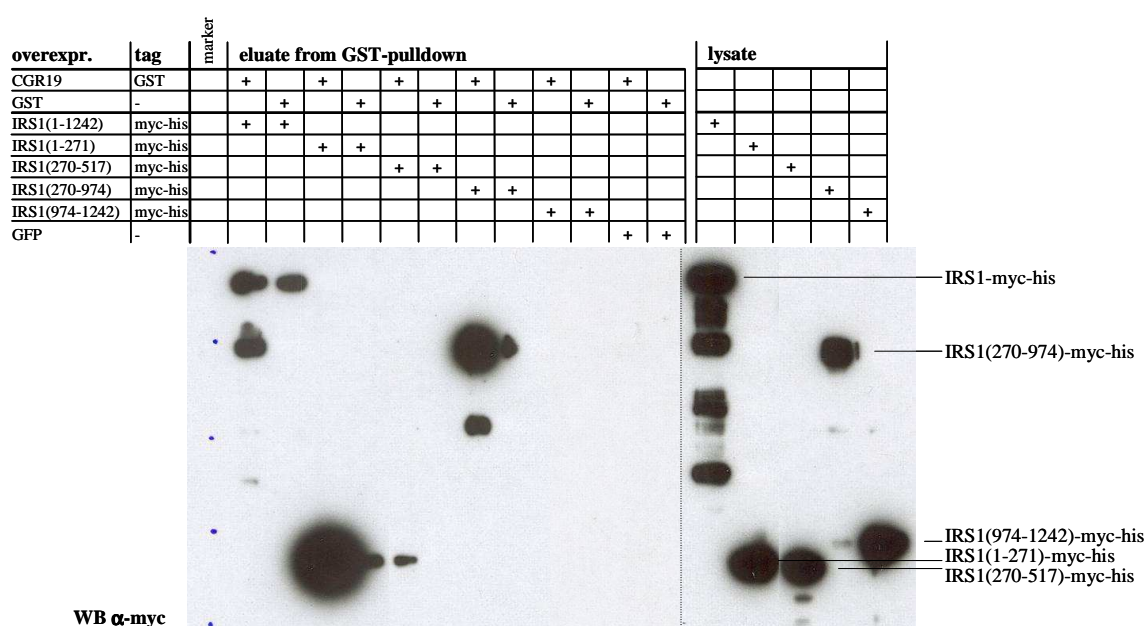 marker
overexpr. tag eluate from GST-pulldown lysate
CGR19 GST + + + + + +
GST - + + + + + +
IRS1(1-1242) myc-his + + +
IRS1(1-271) myc-his + + +
IRS1(270-517) myc-his + + +
IRS1(270-974) myc-his + + +
IRS1(974-1242) myc-his + + +
GFP - + +
IRS1-myc-his
IRS1(270-974)-myc-his
IRS1(974-1242)-myc-his
IRS1(1-271)-myc-his
IRS1(270-517)-myc-his
WB α-myc